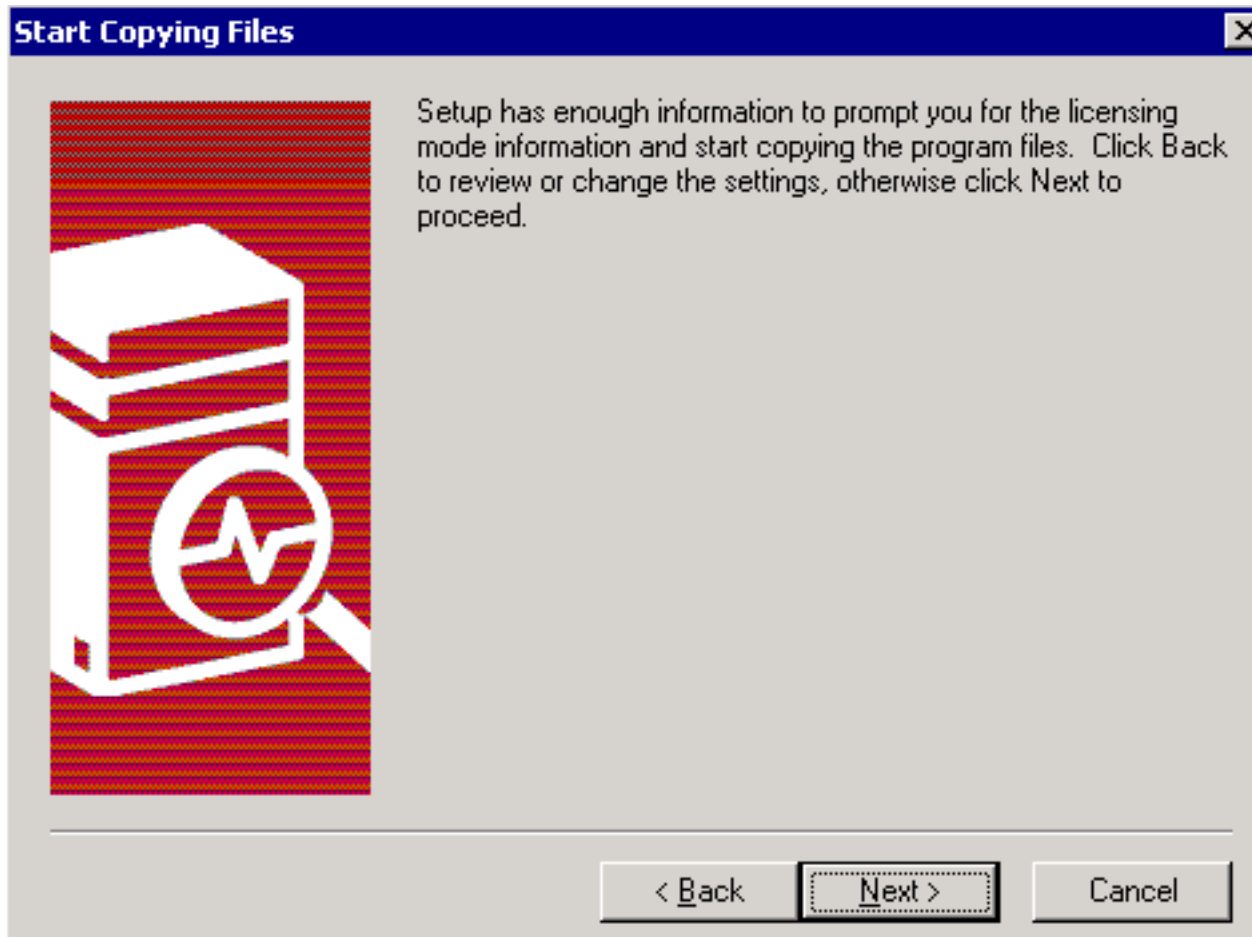 Start Copying Files
Setup has enough information to prompt you for the licensing
mode information and start copying the program files.  Click Back
to review or change the settings, otherwise click Next to
proceed.
< Back
Next >
Cancel